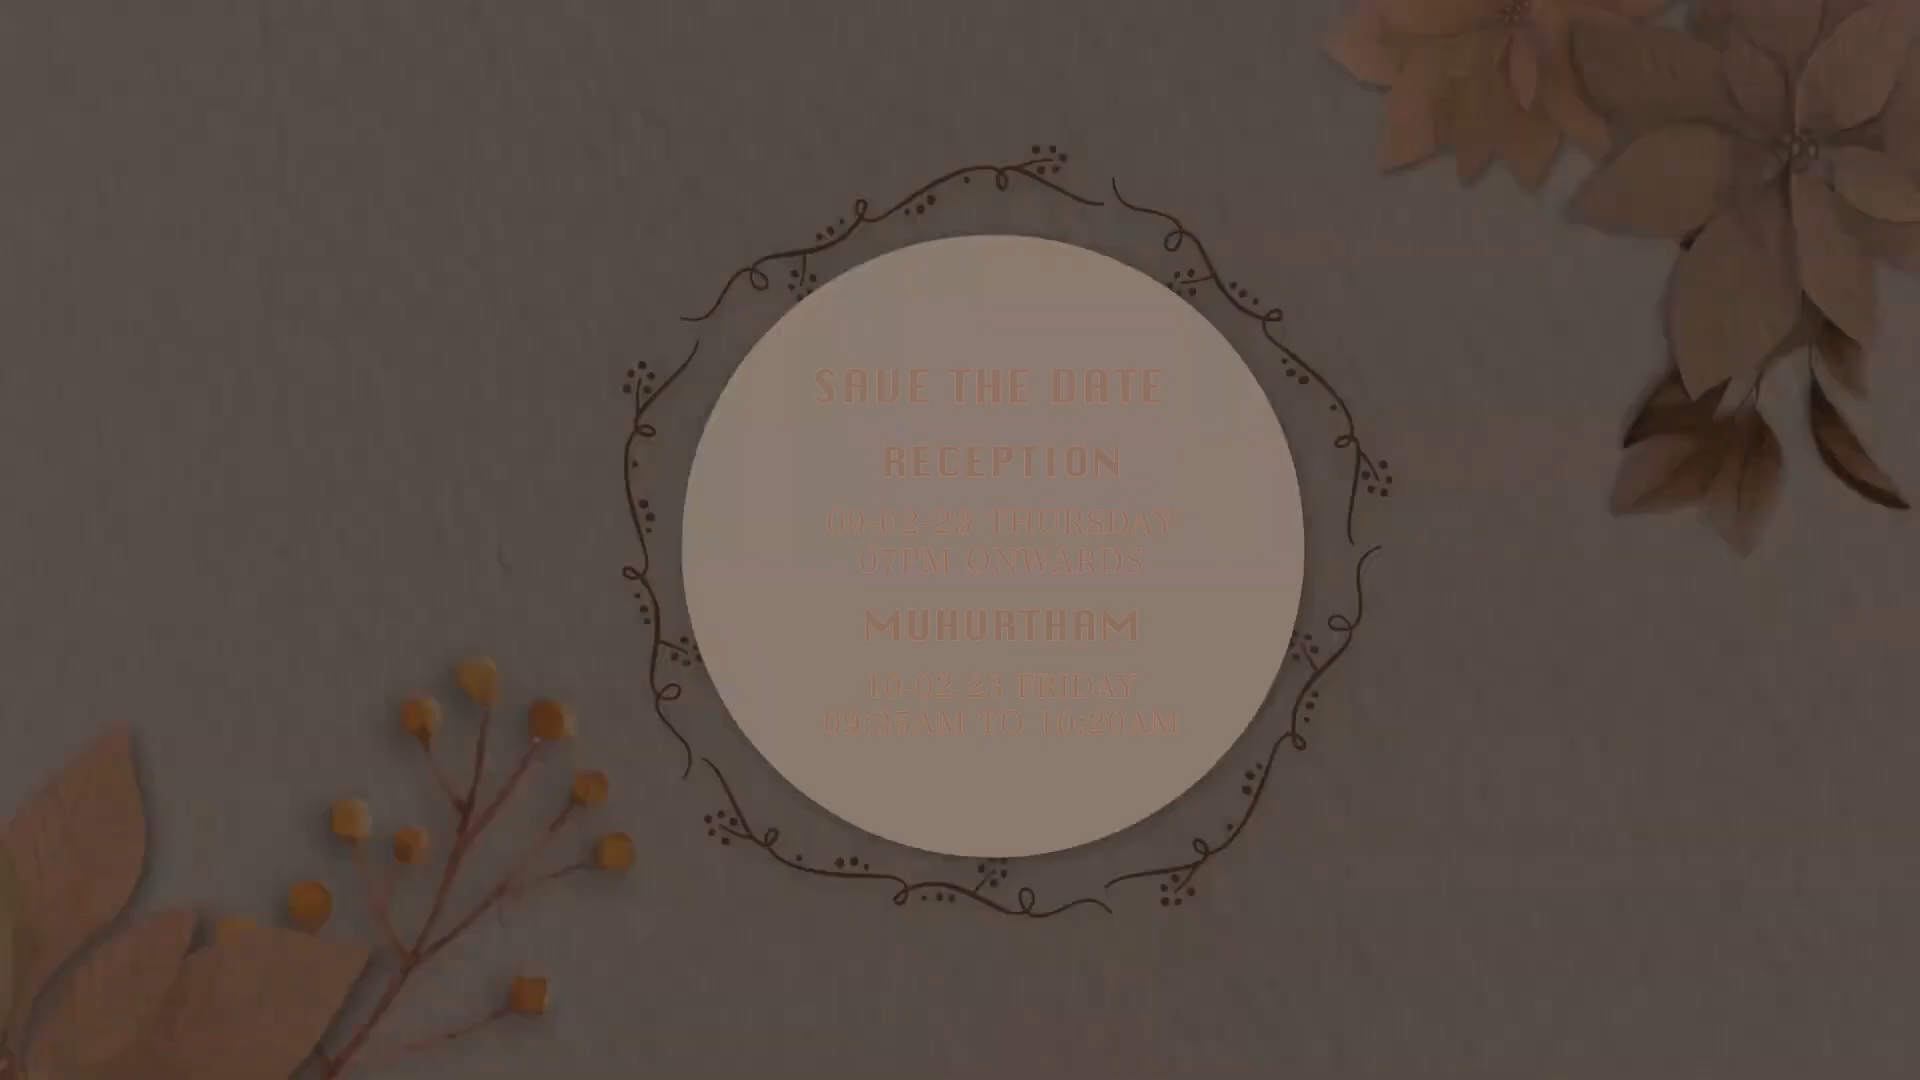 SAVE THE DATE
RECEPTION
09-02-23 THURSDAY
07PM ONWARDS
MUHURTHAM
10-02-23 FRIDAY
09:35AM TO 10:20AM